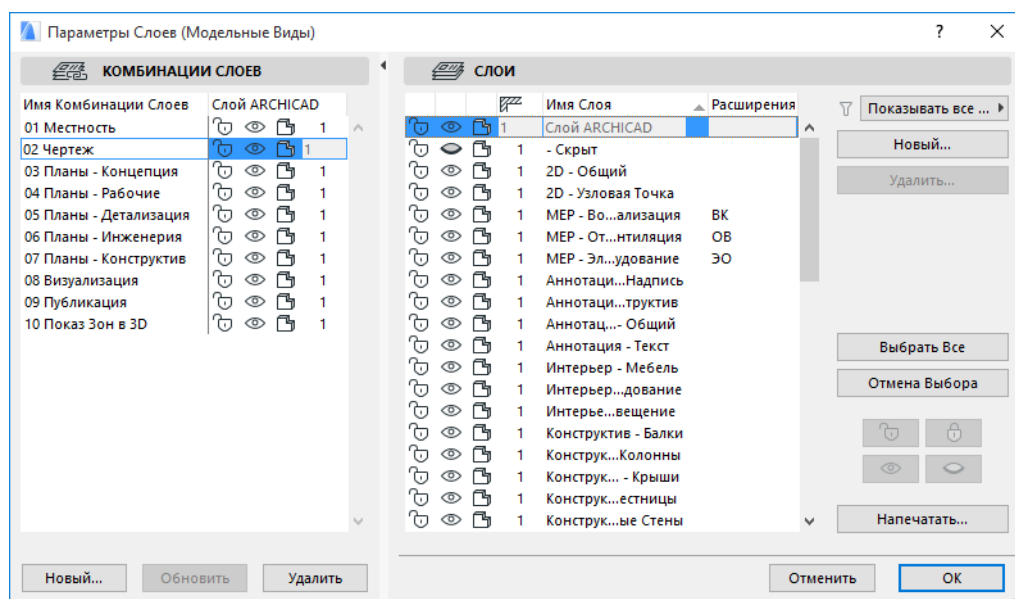 Параметры Слоев (Модельные Виды) ?
КОМБИНАЦИИ СЛОЕВ
Имя Комбинации Слоев Слой ARCHICAD
01 Местность 1
02 Чертеж 1
03 Планы - Концепция 1
04 Планы - Рабочие 1
05 Планы - Детализация 1
06 Планы - Инженерия 1
07 Планы - Конструктив 1
08 Визуализация 1
09 Публикация 1
10 Показ Зон в 3D 1
Новый... Обновить Удалить
СЛОИ
Имя Слоя Расширения
1 Слой ARCHICAD
1 - Скрыт
1 2D - Общий
1 2D - Узловая Точка
1 МЕР - Во...ализация ВК
1 МЕР - От...нтиляция ОВ
1 МЕР - Эл...удование ЭО
1 Аннотаци...Надпись
1 Аннотаци...труктив
1 Аннотац...- Общий
1 Аннотация - Текст
1 Интерьер - Мебель
1 Интерьер...дование
1 Интерье...вещение
1 Конструктив - Балки
1 Конструк...Колонны
1 Конструк... - Крыши
1 Конструк...естницы
1 Конструк...ые Стены
Показывать все ...
Новый...
Удалить...
Выбрать Все
Отмена Выбора
Напечатать...
Отменить OK